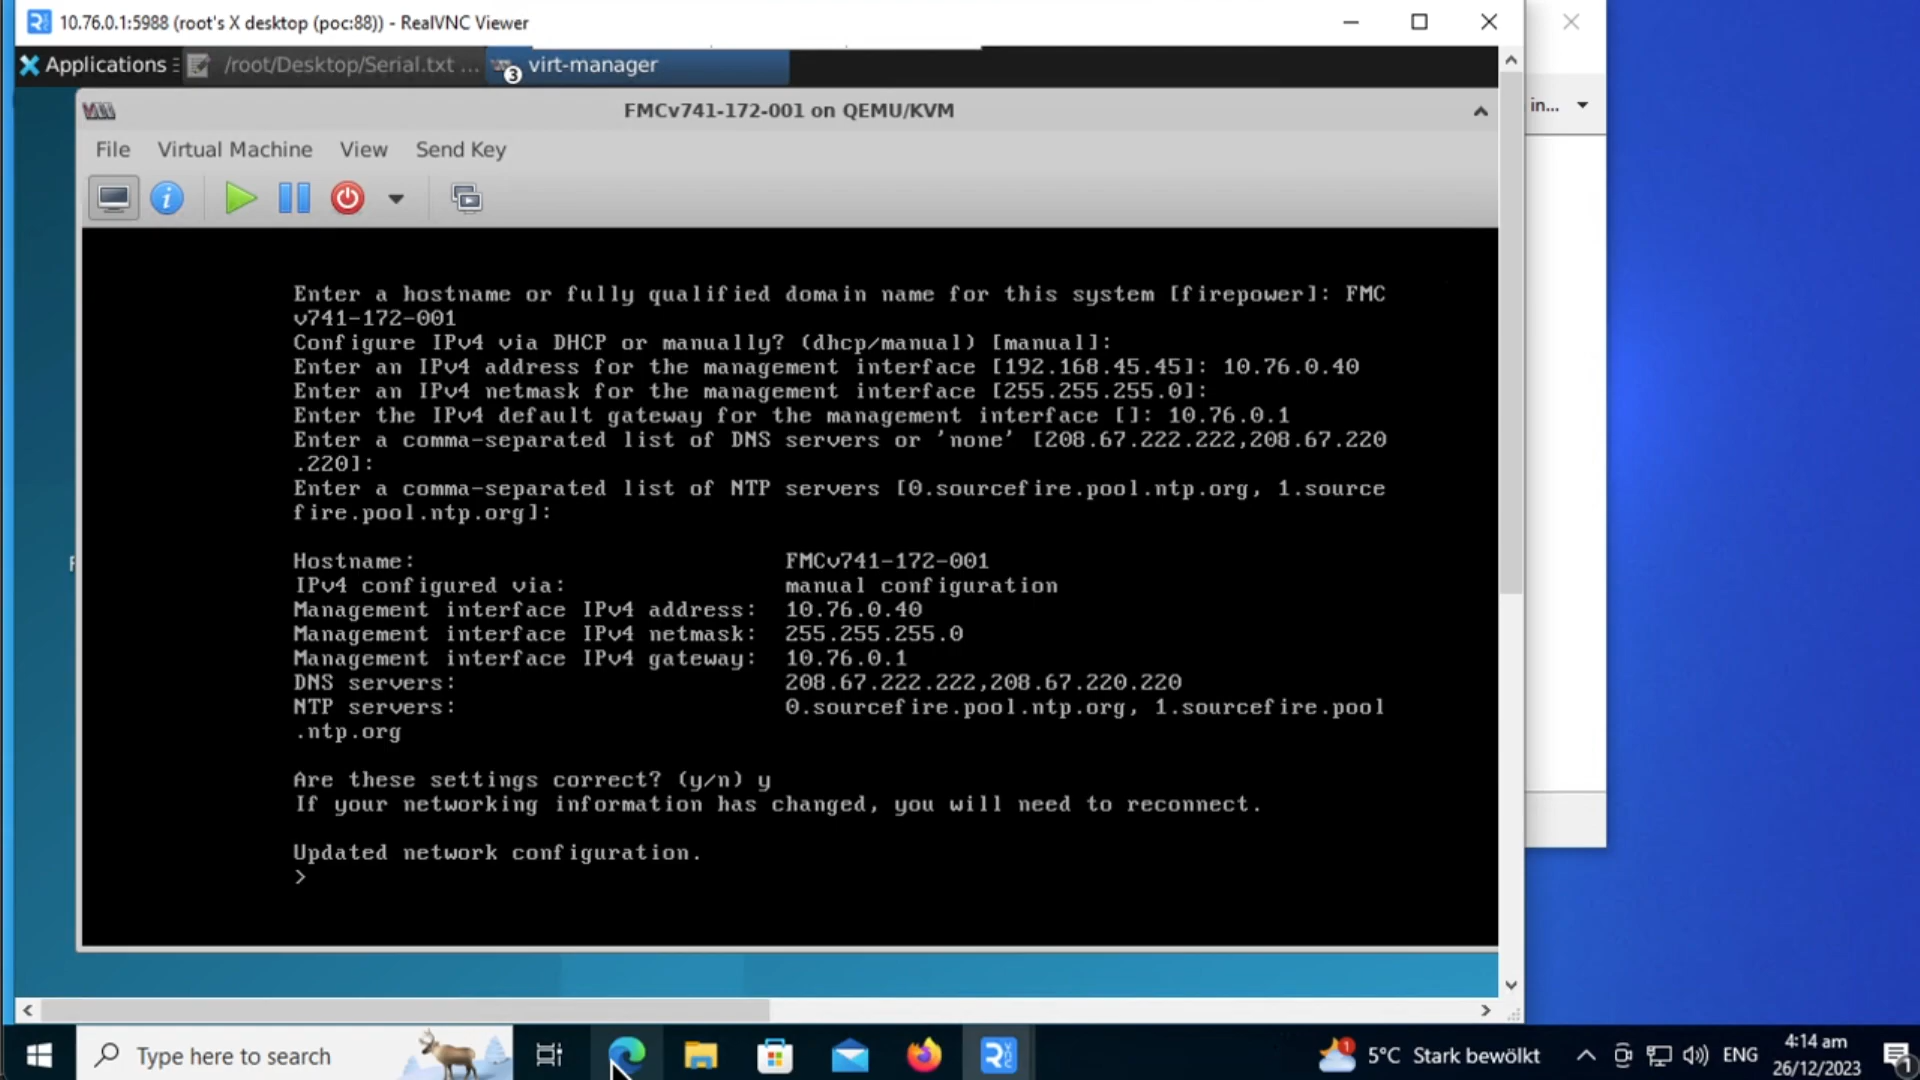 10.76.0.1:5988 (root's X desktop (poc:88)) - RealVNC Viewer
Applications
/root/Desktop/Serial.txt ...
3
virt-manager
FMCv741-172-001 on QEMU/KVM
in...
File Virtual Machine View Send Key
Enter a hostname or fully qualified domain name for this system [firepower]: FMC
v741-172-001
Configure IPv4 via DHCP or manually? (dhcp/manual) [manual]:
Enter an IPv4 address for the management interface [192.168.45.45]: 10.76.0.40
Enter an IPv4 netmask for the management interface [255.255.255.0]:
Enter the IPv4 default gateway for the management interface []: 10.76.0.1
Enter a comma-separated list of DNS servers or 'none' [208.67.222.222,208.67.220
.220]:
Enter a comma-separated list of NTP servers [0.sourcefire.pool.ntp.org, 1.source
fire.pool.ntp.org]:
Hostname: FMCv741-172-001
IPv4 configured via: manual configuration
Management interface IPv4 address: 10.76.0.40
Management interface IPv4 netmask: 255.255.255.0
Management interface IPv4 gateway: 10.76.0.1
DNS servers: 208.67.222.222,208.67.220.220
NTP servers: 0.sourcefire.pool.ntp.org, 1.sourcefire.pool
.ntp.org
Are these settings correct? (y/n) y
If your networking information has changed, you will need to reconnect.
Updated network configuration.
>
Type here to search
1
5°C Stark bewölkt
ENG
4:14 am
26/12/2023
1